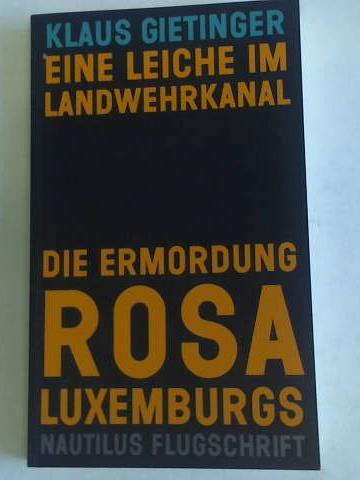 KLAUS GIETINGER
EINE LEICHE IM
LANDWEHRKANAL
DIE ERMORDUNG
ROSA
LUXEMBURGS
NAUTILUS FLUGSCHRIFT